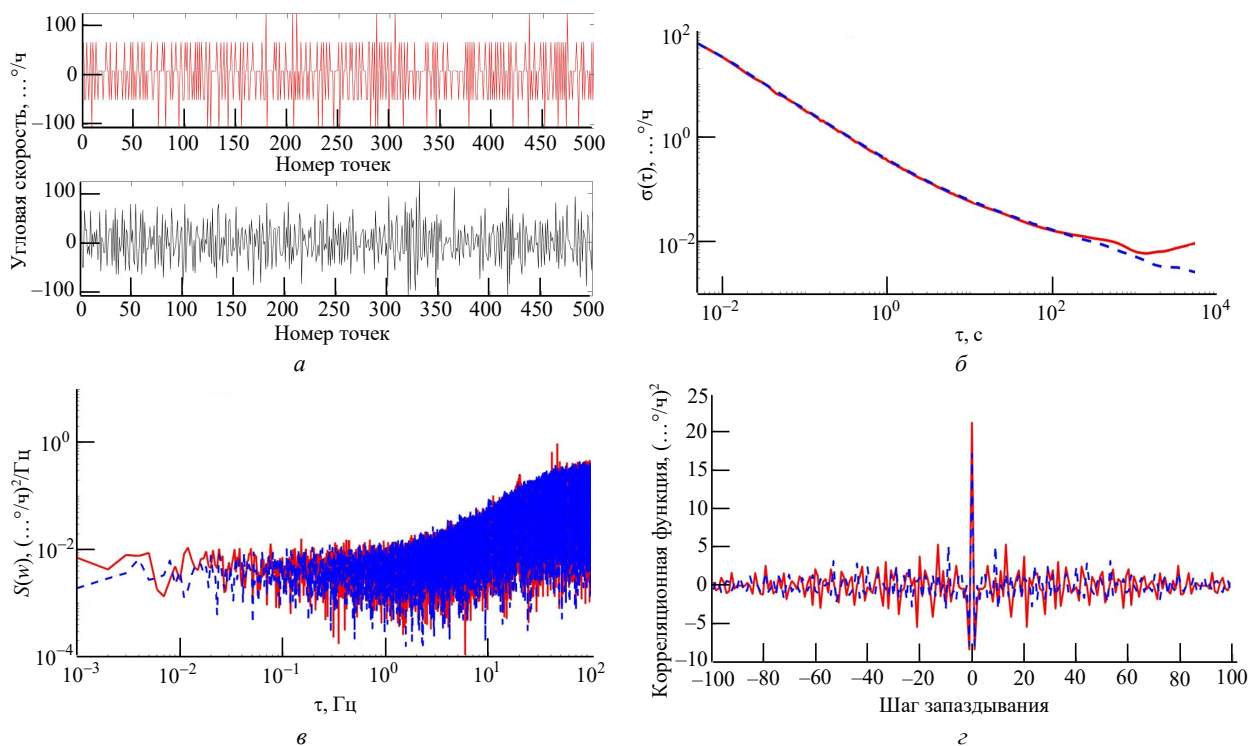 Угловая скорость, …°/ч
100
0
–100
0 50 100 150 200 250 300 350 400 450 500
Номер точек
100
0
–100
0 50 100 150 200 250 300 350 400 450 500
Номер точек
а
σ(τ), …°/ч
10²
10⁰
10⁻²
10⁻² 10⁰ 10² 10⁴
τ, с
б
S(w), (…°/ч)²/Гц
10⁰
10⁻²
10⁻⁴
10⁻³ 10⁻² 10⁻¹ 10⁰ 10¹ 10²
τ, Гц
в
Корреляционная функция, (…°/ч)²
25
20
15
10
5
0
–5
–10
–100 –80 –60 –40 –20 0 20 40 60 80 100
Шаг запаздывания
г